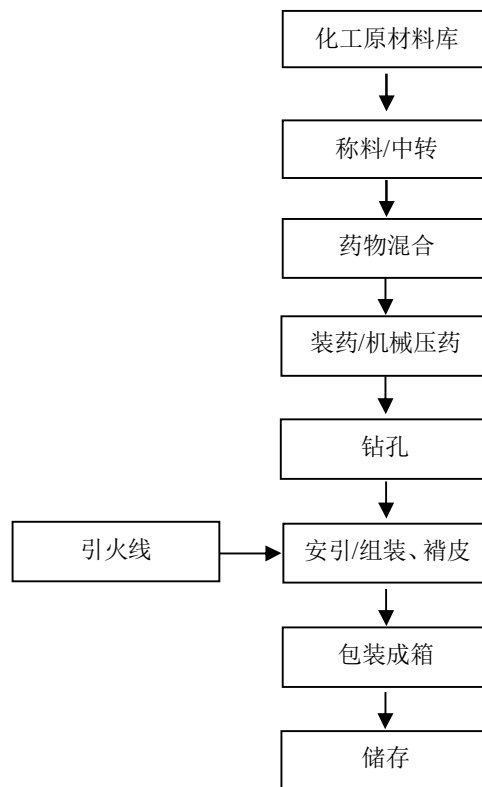 化工原材料库
称料/中转
药物混合
装药/机械压药
钻孔
引火线
安引/组装、褙皮
包装成箱
储存